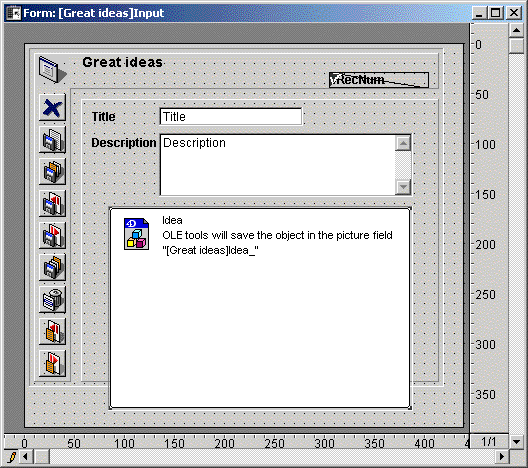 Form: [Great ideas]Input
Great ideas
RecNum
Title
Title
Description
Description
Idea
OLE tools will save the object in the picture field
"[Great ideas]Idea_"
0
50
100
150
200
250
300
350
0 50 100 150 200 250 300 350 400 4
1/1